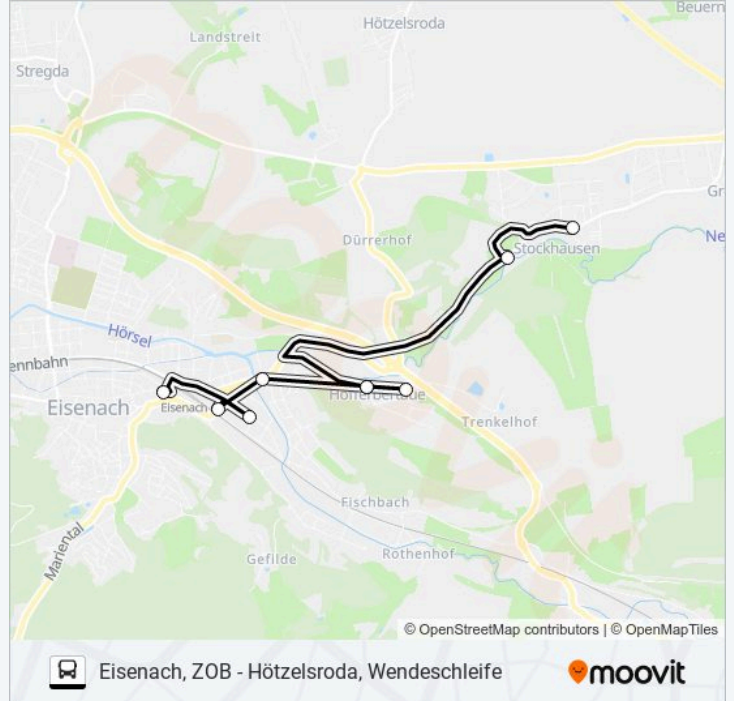 Beuern
Hötzelsroda
Landstreit
Stregda
Gr
Dürrerhof
Ne
Stockhausen
Hörsel
ennbahn
Eisenach
Eisenach
Hofferbertaue
Trenkelhof
Fischbach
Mariental
Gefilde
Rothenhof
© OpenStreetMap contributors | © OpenMapTiles
Eisenach, ZOB - Hötzelsroda, Wendeschleife
moovit